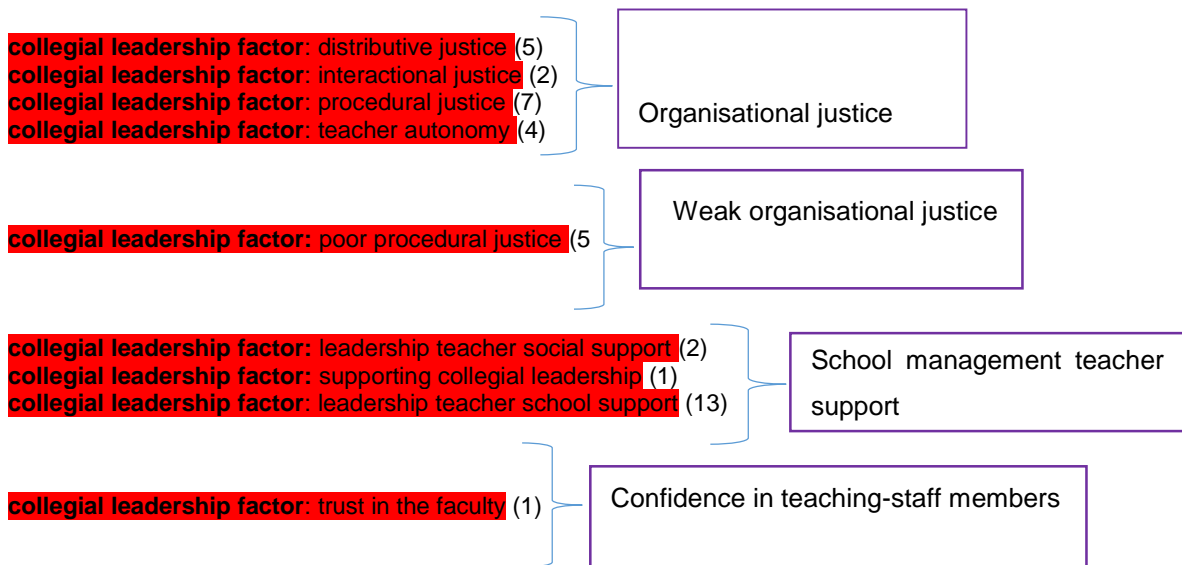 collegial leadership factor: distributive justice (5)
collegial leadership factor: interactional justice (2)
collegial leadership factor: procedural justice (7)
collegial leadership factor: teacher autonomy (4)
Organisational justice
collegial leadership factor: poor procedural justice (5
Weak organisational justice
collegial leadership factor: leadership teacher social support (2)
collegial leadership factor: supporting collegial leadership (1)
collegial leadership factor: leadership teacher school support (13)
School management teacher
support
collegial leadership factor: trust in the faculty (1)
Confidence in teaching-staff members